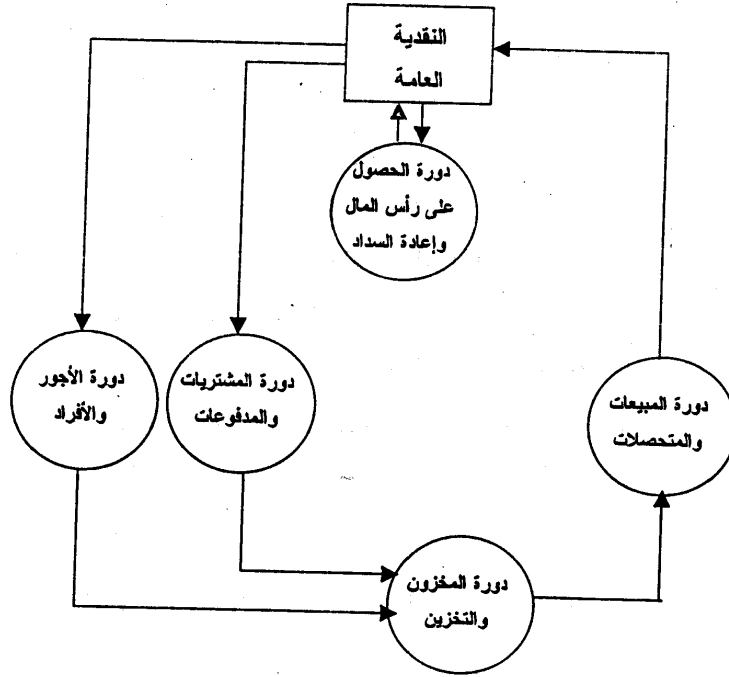 النقدية
العامة
دورة الحصول
على رأس المال
وإعادة السداد
دورة الأجور
والأفراد
دورة المشتريات
والمدفوعات
دورة المبيعات
والمتحصلات
دورة المخزون
والتخزين